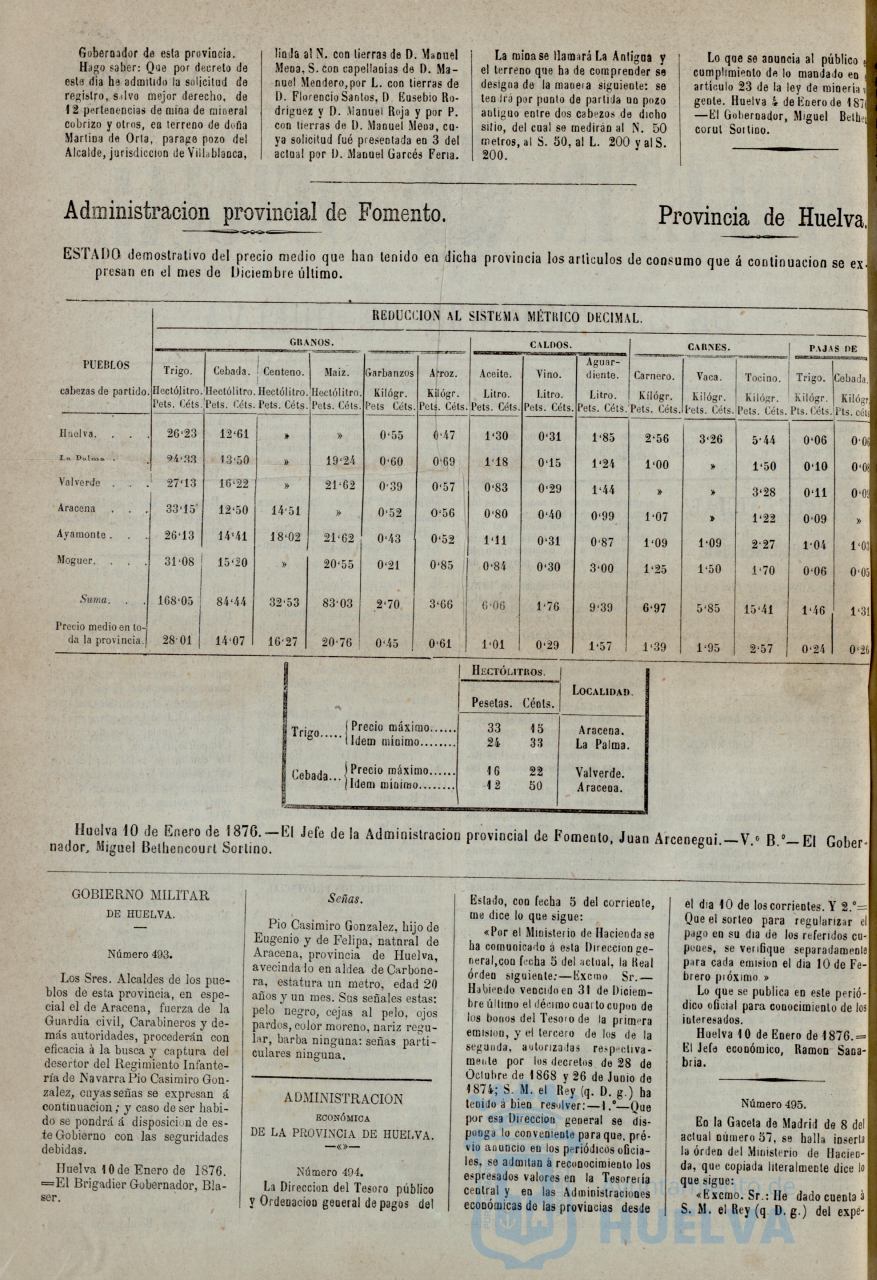 Gobernador de esta provincia.
Hago saber: Que por decreto de
este dia he admitido la solicitud de
registro, salvo mejor derecho, de
12 pertenencias de mina de mineral
cobrizo y otros, en terreno de doña
Martina de Orta, parage pozo del
Alcalde, jurisdiccion de Villablanca,
linda al N. con tierras de D. Manuel
Mena, S. con capellanias de D. Ma-
nuel Mendero, por L. con tierras de
D. Florencio Santos, D. Eusebio Ro-
driguez y D. Manuel Roja y por P.
con tierras de D. Manuel Mena, cu-
ya solicitud fué presentada en 3 del
actual por D. Manuel Garcés Feria.
La mina se llamará La Antigua y
el terreno que ha de comprender se
designa de la manera siguiente: se
tendrá por punto de partida un pozo
antiguo entre dos cabezos de dicho
sitio, del cual se medirán al N. 50
metros, al S. 50, al L. 200 y al S.
200.
Lo que se anuncia al público
cumplimiento de lo mandado en
artículo 23 de la ley de mineria
gente. Huelva 4 de Enero de 187
—El Gobernador, Miguel Bethen
corut Sortino.
Administracion provincial de Fomento. Provincia de Huelva.
ESTADO demostrativo del precio medio que han tenido en dicha provincia los articulos de consumo que á continuacion se ex-
presan en el mes de Diciembre último.
REDUCCION AL SISTEMA MÉTRICO DECIMAL.
GRANOS. CALDOS. CARNES. PAJAS DE
PUEBLOS Trigo. Cebada. Centeno. Maiz. Garbanzos Arroz. Aceite. Vino. Aguar-diente. Carnero. Vaca. Tocino. Trigo. Cebada.
cabezas de partido. Hectólitro. Hectólitro. Hectólitro. Hectólitro. Kilógr. Kilógr. Litro. Litro. Litro. Kilógr. Kilógr. Kilógr. Kilógr. Kilógr
Pets. Céts. Pets. Céts. Pets. Céts. Pets. Céts. Pets Céts. Pets. Céts. Pets. Céts. Pets. Céts. Pets. Céts. Pets. Céts. Pets. Céts. Pets. Céts. Pts. Céts. Pts. céts
Huelva. . . . 26·23 12·61 » » 0·55 0·47 1·30 0·31 1·85 2·56 3·26 5·44 0·06 0·06
La Palma . . 24·33 13·50 » 19·24 0·60 0·69 1·18 0·15 1·24 1·00 » 1·50 0·10 0·08
Valverde . . . 27·13 16·22 » 21·62 0·39 0·57 0·83 0·29 1·44 » » 3·28 0·11 0·09
Aracena . . . 33·15 12·50 14·51 » 0·52 0·56 0·80 0·40 0·99 1·07 » 1·22 0·09 »
Ayamonte . . . 26·13 14·41 18·02 21·62 0·43 0·52 1·11 0·31 0·87 1·09 1·09 2·27 1·04 1·03
Moguer. . . . 31·08 15·20 » 20·55 0·21 0·85 0·84 0·30 3·00 1·25 1·50 1·70 0·06 0·05
Suma. . . 168·05 84·44 32·53 83·03 2·70 3·66 6·06 1·76 9·39 6·97 5·85 15·41 1·46 1·31
Precio medio en to-
da la provincia. 28·01 14·07 16·27 20·76 0·45 0·61 1·01 0·29 1·57 1·39 1·95 2·57 0·24 0·26
HECTÓLITROS. LOCALIDAD.
Pesetas. Cénts.
Trigo..... Precio máximo...... 33 15 Aracena.
Idem minimo........ 24 33 La Palma.
Cebada... Precio máximo...... 16 22 Valverde.
Idem minimo........ 12 50 Aracena.
Huelva 10 de Enero de 1876.—El Jefe de la Administracion provincial de Fomento, Juan Arcenegui.—V.º B.º—El Gober-
nador, Miguel Bethencourt Sortino.
GOBIERNO MILITAR
DE HUELVA.
Número 493.
Los Sres. Alcaldes de los pue-
blos de esta provincia, en espe-
cial el de Aracena, fuerza de la
Guardia civil, Carabineros y de-
más autoridades, procederán con
eficacia à la busca y captura del
desertor del Regimiento Infante-
ría de Navarra Pio Casimiro Gon-
zalez, cuyas señas se expresan á
continuacion; y caso de ser habi-
do se pondrá á disposicion de es-
te Gobierno con las seguridades
debidas.
Huelva 10 de Enero de 1876.
=El Brigadier Gobernador, Bla-
ser.
Señas.
Pio Casimiro Gonzalez, hijo de
Eugenio y de Felipa, natural de
Aracena, provincia de Huelva,
avecindado en aldea de Carbone-
ra, estatura un metro, edad 20
años y un mes. Sus señales estas:
pelo negro, cejas al pelo, ojos
pardos, color moreno, nariz regu-
lar, barba ninguna: señas parti-
culares ninguna.
ADMINISTRACION
ECONÓMICA
DE LA PROVINCIA DE HUELVA.
—«»—
Número 494.
La Direccion del Tesoro público
y Ordenacion general de pagos del
Estado, con fecha 5 del corriente,
me dice lo que sigue:
«Por el Ministerio de Hacienda se
ha comunicado à esta Direccion ge-
neral, con fecha 5 del actual, la Real
órden siguiente:—Excmo Sr.—
Habiendo vencido en 31 de Diciem-
bre último el décimo cuarto cupon de
los bonos del Tesoro de la primera
emision, y el tercero de los de la
segunda, autorizadas respectiva-
mente por los decretos de 28 de
Octubre de 1868 y 26 de Junio de
1874; S. M. el Rey (q. D. g.) ha
tenido á bien resolver:—1.º—Que
por esa Direccion general se dis-
ponga lo conveniente para que, pré-
vio anuncio en los periódicos oficia-
les, se admitan á reconocimiento los
espresados valores en la Tesoreria
central y en las Administraciones
económicas de las provincias desde
el dia 10 de los corrientes. Y 2.º=
Que el sorteo para regularizar el
pago en su dia de los referidos cu-
pones, se verifique separadamente
para cada emision el dia 10 de Fe-
brero próximo »
Lo que se publica en este perió-
dico oficial para conocimiento de los
interesados.
Huelva 10 de Enero de 1876.=
El Jefe económico, Ramon Sana-
bria.
Número 495.
En la Gaceta de Madrid de 8 del
actual número 57, se halla inserta
la órden del Ministerio de Hacien-
da, que copiada literalmente dice lo
que sigue:
«Excmo. Sr.: He dado cuenta à
S. M. el Rey (q D. g.) del expe-
HUELVA